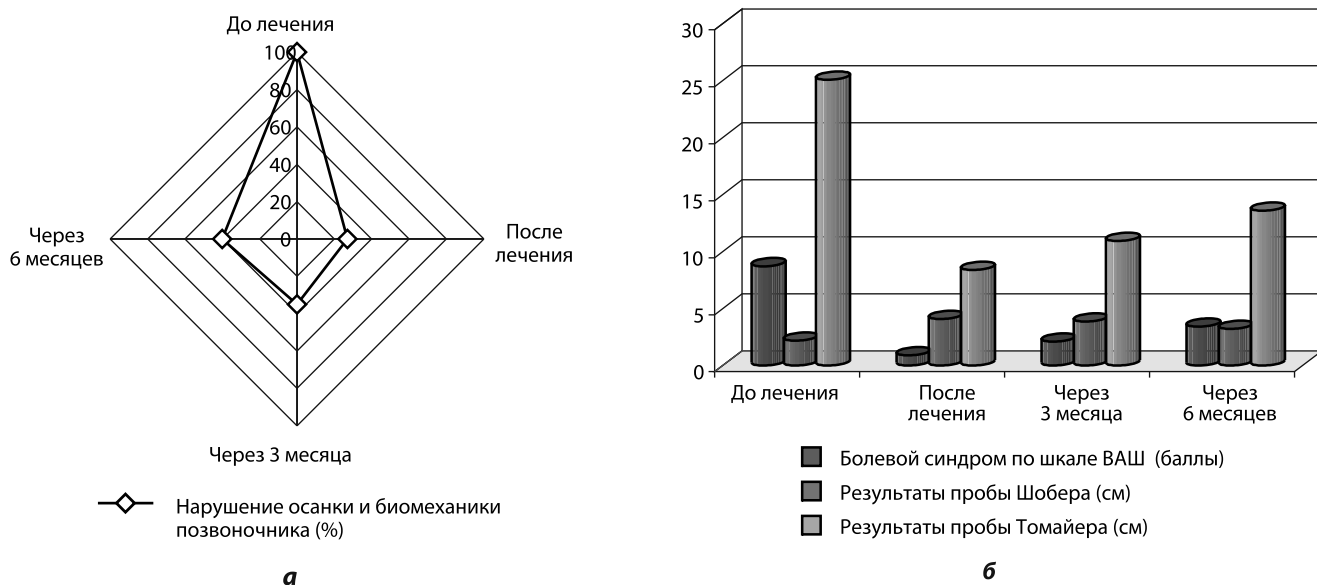 До лечения
100
80
60
40
20
0
Через
6 месяцев
После
лечения
Через 3 месяца
Нарушение осанки и биомеханики
позвоночника (%)
а
30
25
20
15
10
5
0
До лечения
После
лечения
Через
3 месяца
Через
6 месяцев
Болевой синдром по шкале ВАШ (баллы)
Результаты пробы Шобера (см)
Результаты пробы Томайера (см)
б